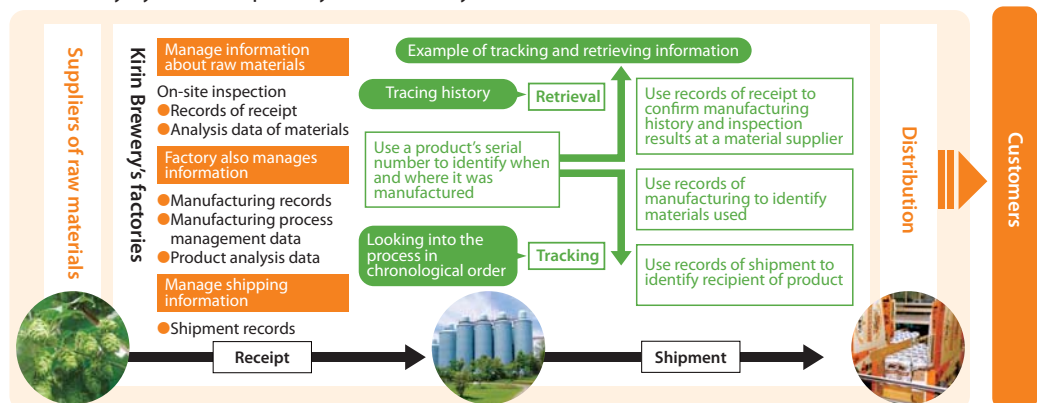 Suppliers of raw materials
Kirin Brewery's factories
Manage information
about raw materials
On-site inspection
●Records of receipt
●Analysis data of materials
Factory also manages
information
●Manufacturing records
●Manufacturing process
management data
●Product analysis data
Manage shipping
information
●Shipment records
Example of tracking and retrieving information
Tracing history
Retrieval
Use a product's serial
number to identify when
and where it was
manufactured
Looking into the
process in
chronological order
Tracking
Use records of receipt to
confirm manufacturing
history and inspection
results at a material supplier
Use records of
manufacturing to identify
materials used
Use records of shipment to
identify recipient of product
Distribution
Customers
Receipt
Shipment